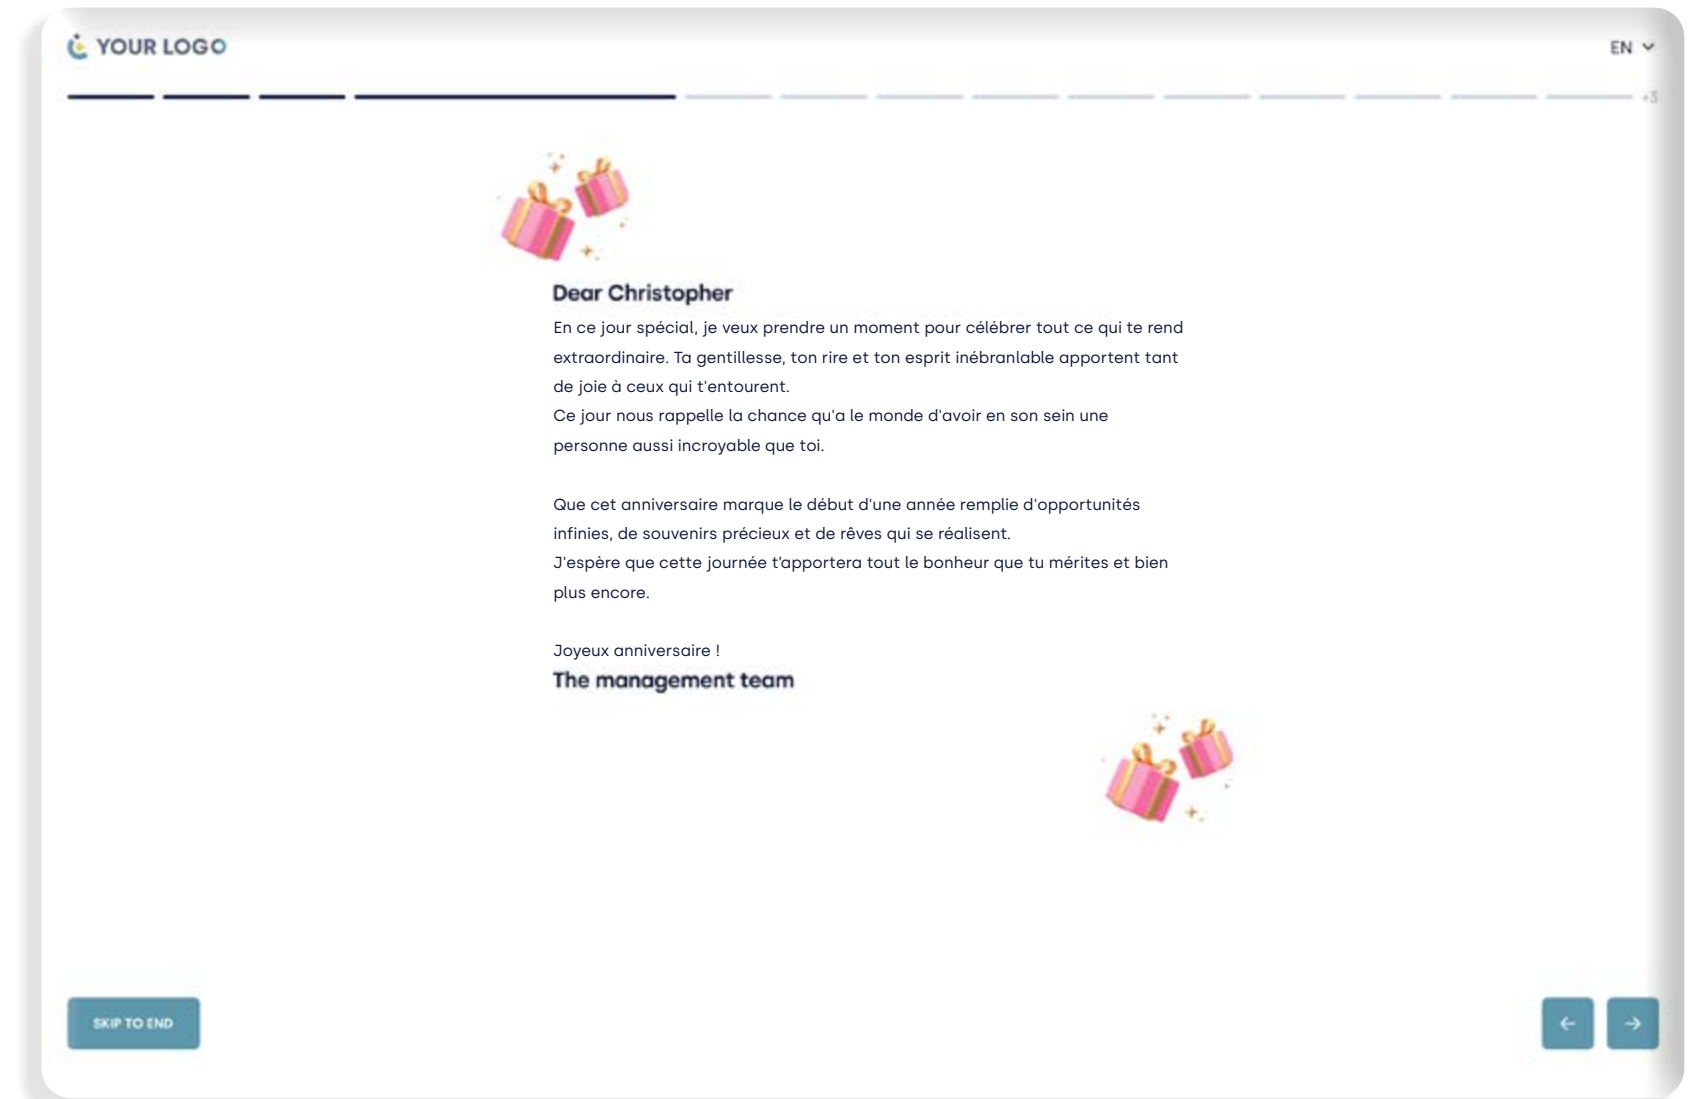 YOUR LOGO
EN
+3
Dear Christopher
En ce jour spécial, je veux prendre un moment pour célébrer tout ce qui te rend
extraordinaire. Ta gentillesse, ton rire et ton esprit inébranlable apportent tant
de joie à ceux qui t'entourent.
Ce jour nous rappelle la chance qu'a le monde d'avoir en son sein une
personne aussi incroyable que toi.
Que cet anniversaire marque le début d'une année remplie d'opportunités
infinies, de souvenirs précieux et de rêves qui se réalisent.
J'espère que cette journée t’apportera tout le bonheur que tu mérites et bien
plus encore.
Joyeux anniversaire !
The management team
SKIP TO END